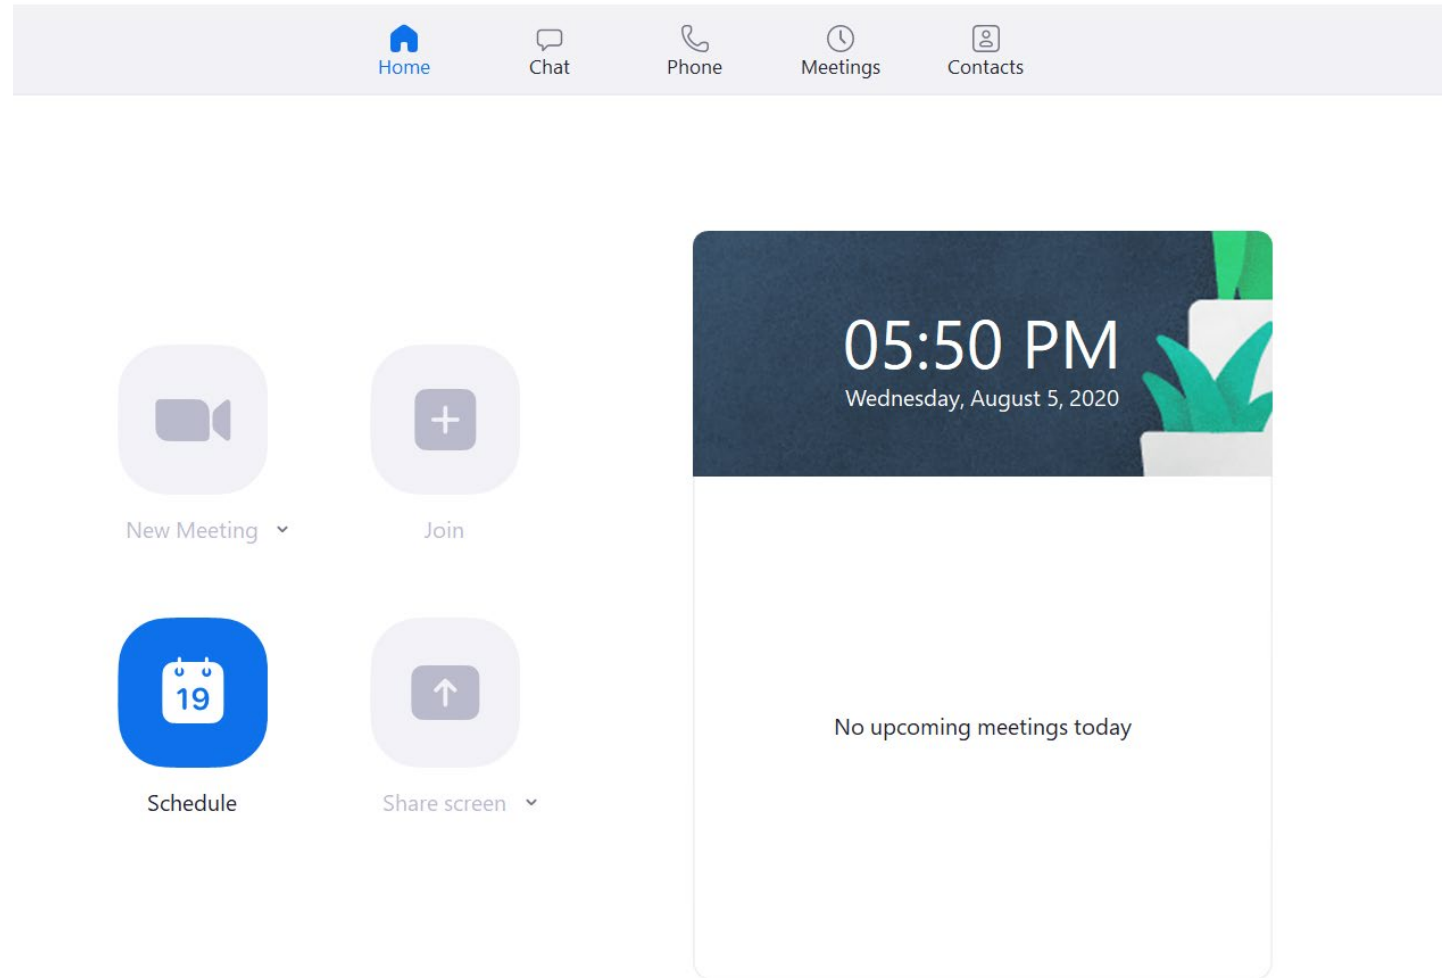 Home
Chat
Phone
Meetings
Contacts
05:50 PM
Wednesday, August 5, 2020
New Meeting
Join
19
Schedule
Share screen
No upcoming meetings today